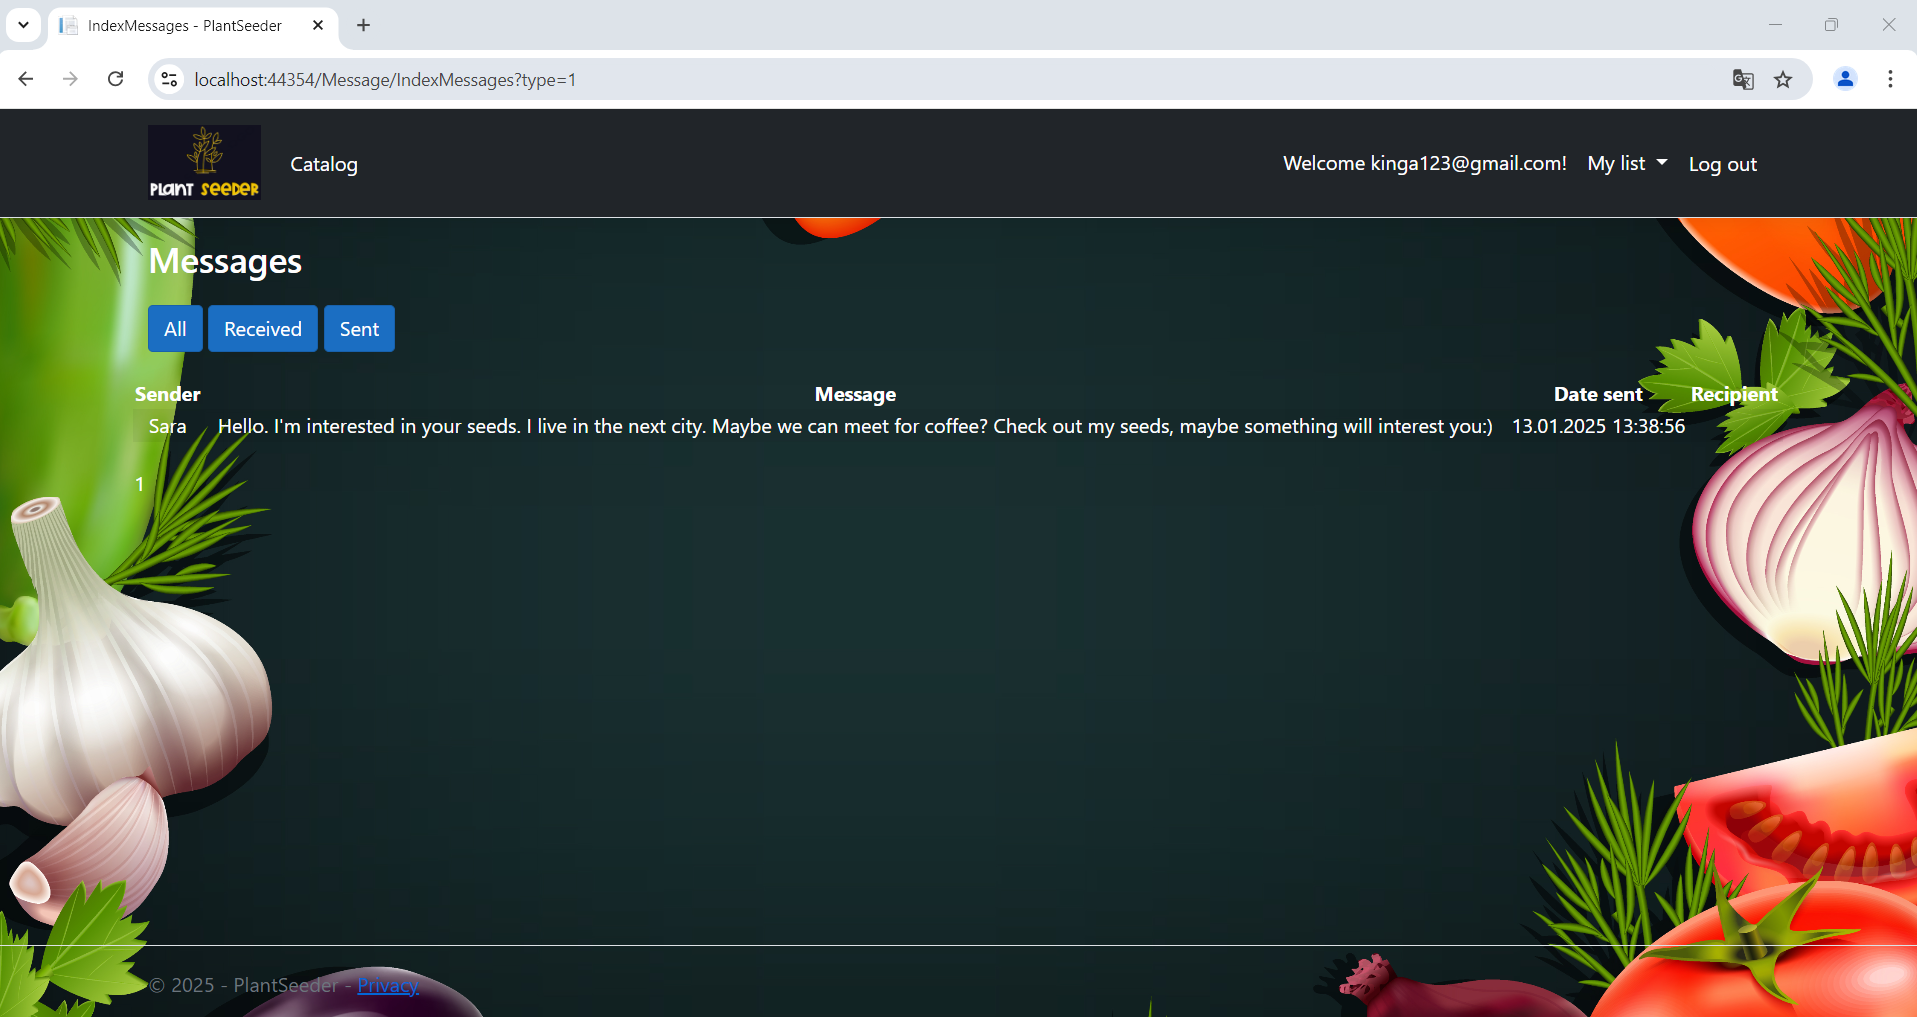 IndexMessages - PlantSeeder
localhost:44354/Message/IndexMessages?type=1
PLANT SEEDER
Catalog
Welcome kinga123@gmail.com!
My list
Log out
Messages
All
Received
Sent
Sender Message Date sent Recipient
Sara Hello. I'm interested in your seeds. I live in the next city. Maybe we can meet for coffee? Check out my seeds, maybe something will interest you:) 13.01.2025 13:38:56
1
© 2025 - PlantSeeder - Privacy